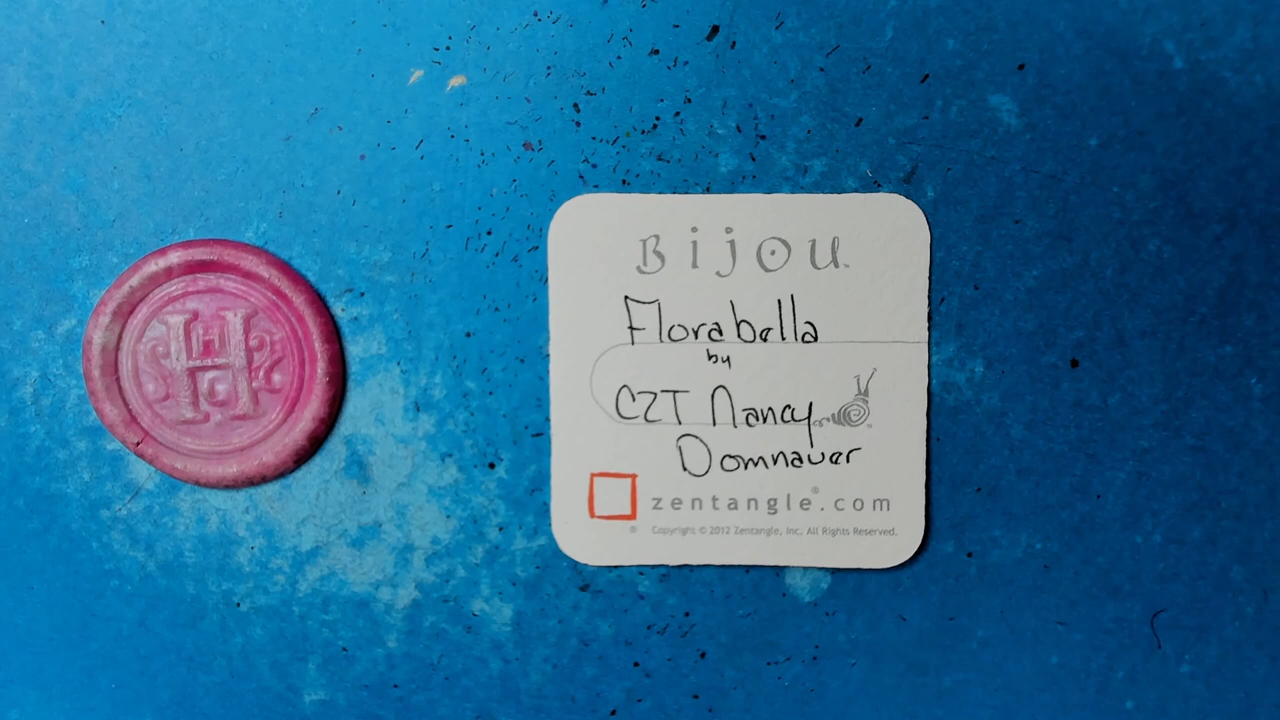 H
Bijou
Florabella
by
CZT Nancy
Domnauer
zentangle®.com
® Copyright © 2012 Zentangle, Inc. All Rights Reserved.